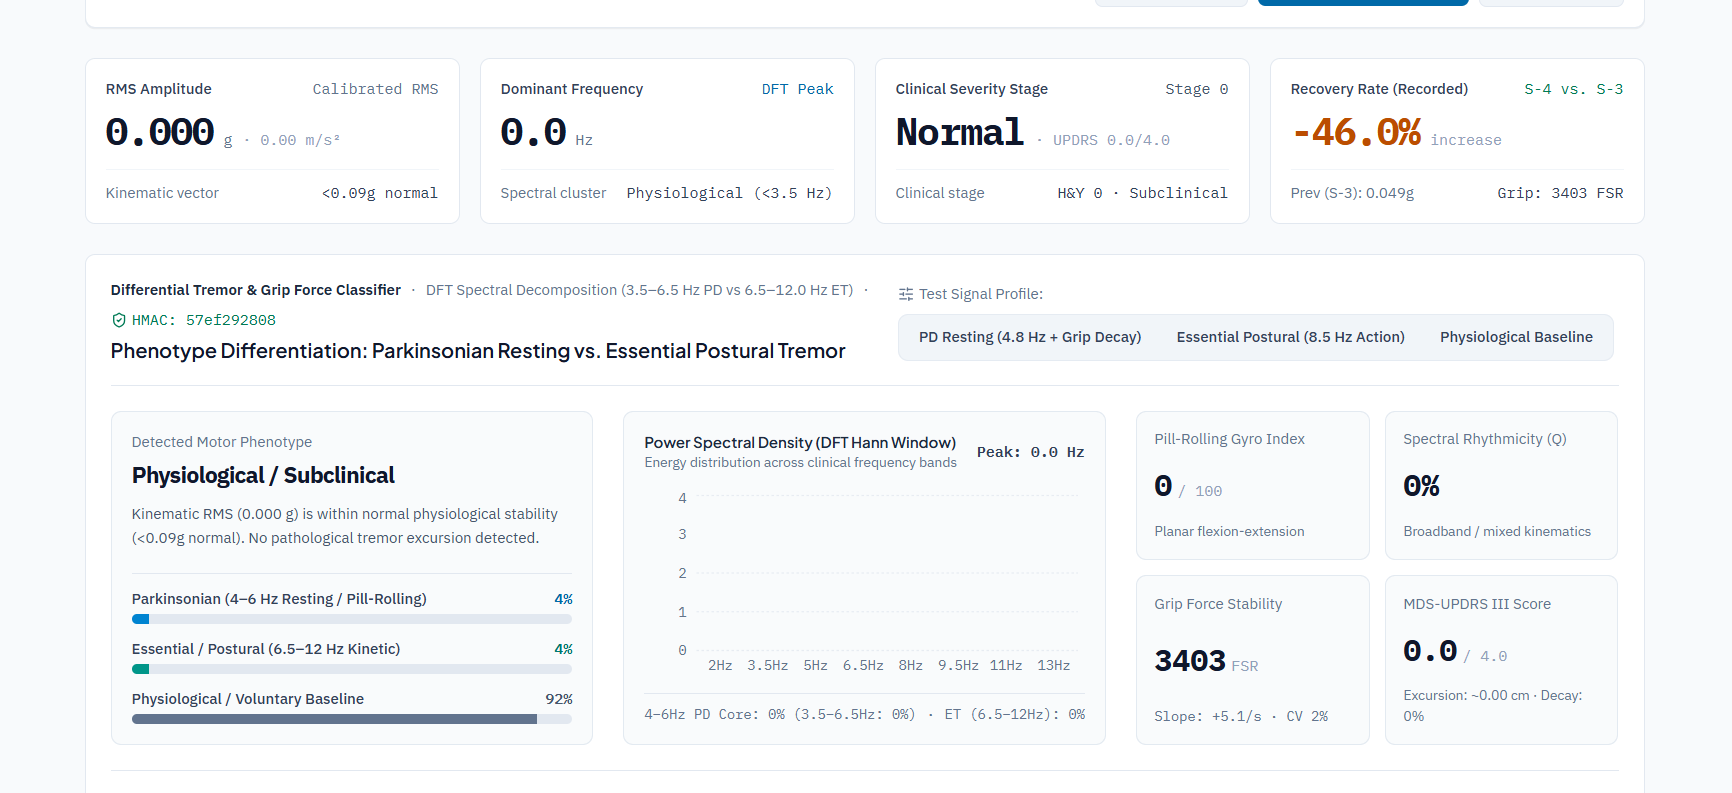 RMS Amplitude Calibrated RMS
0.000 g · 0.00 m/s²
Kinematic vector <0.09g normal
Dominant Frequency DFT Peak
0.0 Hz
Spectral cluster Physiological (<3.5 Hz)
Clinical Severity Stage Stage 0
Normal · UPDRS 0.0/4.0
Clinical stage H&Y 0 · Subclinical
Recovery Rate (Recorded) S-4 vs. S-3
-46.0% increase
Prev (S-3): 0.049g Grip: 3403 FSR
Differential Tremor & Grip Force Classifier · DFT Spectral Decomposition (3.5–6.5 Hz PD vs 6.5–12.0 Hz ET) ·
HMAC: 57ef292808
Phenotype Differentiation: Parkinsonian Resting vs. Essential Postural Tremor
Test Signal Profile:
PD Resting (4.8 Hz + Grip Decay) Essential Postural (8.5 Hz Action) Physiological Baseline
Detected Motor Phenotype
Physiological / Subclinical
Kinematic RMS (0.000 g) is within normal physiological stability
(<0.09g normal). No pathological tremor excursion detected.
Parkinsonian (4–6 Hz Resting / Pill-Rolling) 4%
Essential / Postural (6.5–12 Hz Kinetic) 4%
Physiological / Voluntary Baseline 92%
Power Spectral Density (DFT Hann Window)
Energy distribution across clinical frequency bands
Peak: 0.0 Hz
4
3
2
1
0
2Hz 3.5Hz 5Hz 6.5Hz 8Hz 9.5Hz 11Hz 13Hz
4–6Hz PD Core: 0% (3.5–6.5Hz: 0%) · ET (6.5–12Hz): 0%
Pill-Rolling Gyro Index
0 / 100
Planar flexion-extension
Spectral Rhythmicity (Q)
0%
Broadband / mixed kinematics
Grip Force Stability
3403 FSR
Slope: +5.1/s · CV 2%
MDS-UPDRS III Score
0.0 / 4.0
Excursion: ~0.00 cm · Decay:
0%